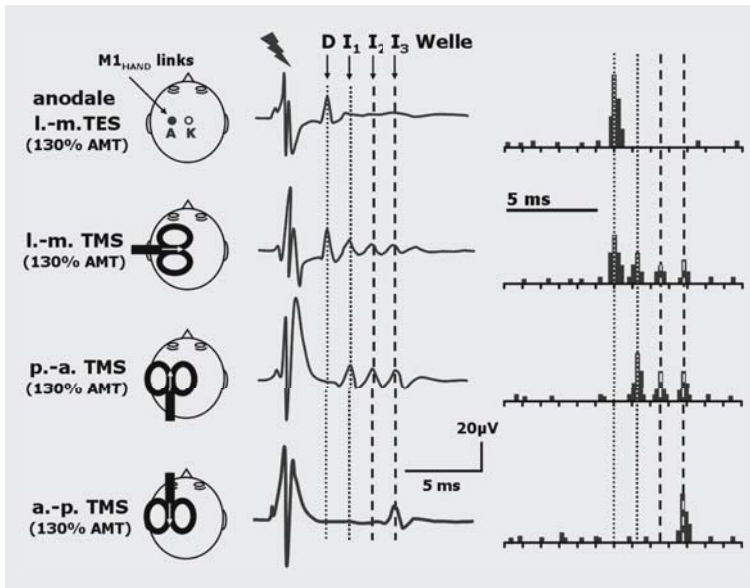 D I1 I2 I3 Welle
M1HAND links
anodale
l.-m.TES
(130% AMT)
A K
5 ms
l.-m. TMS
(130% AMT)
p.-a. TMS
(130% AMT)
20µV
5 ms
a.-p. TMS
(130% AMT)